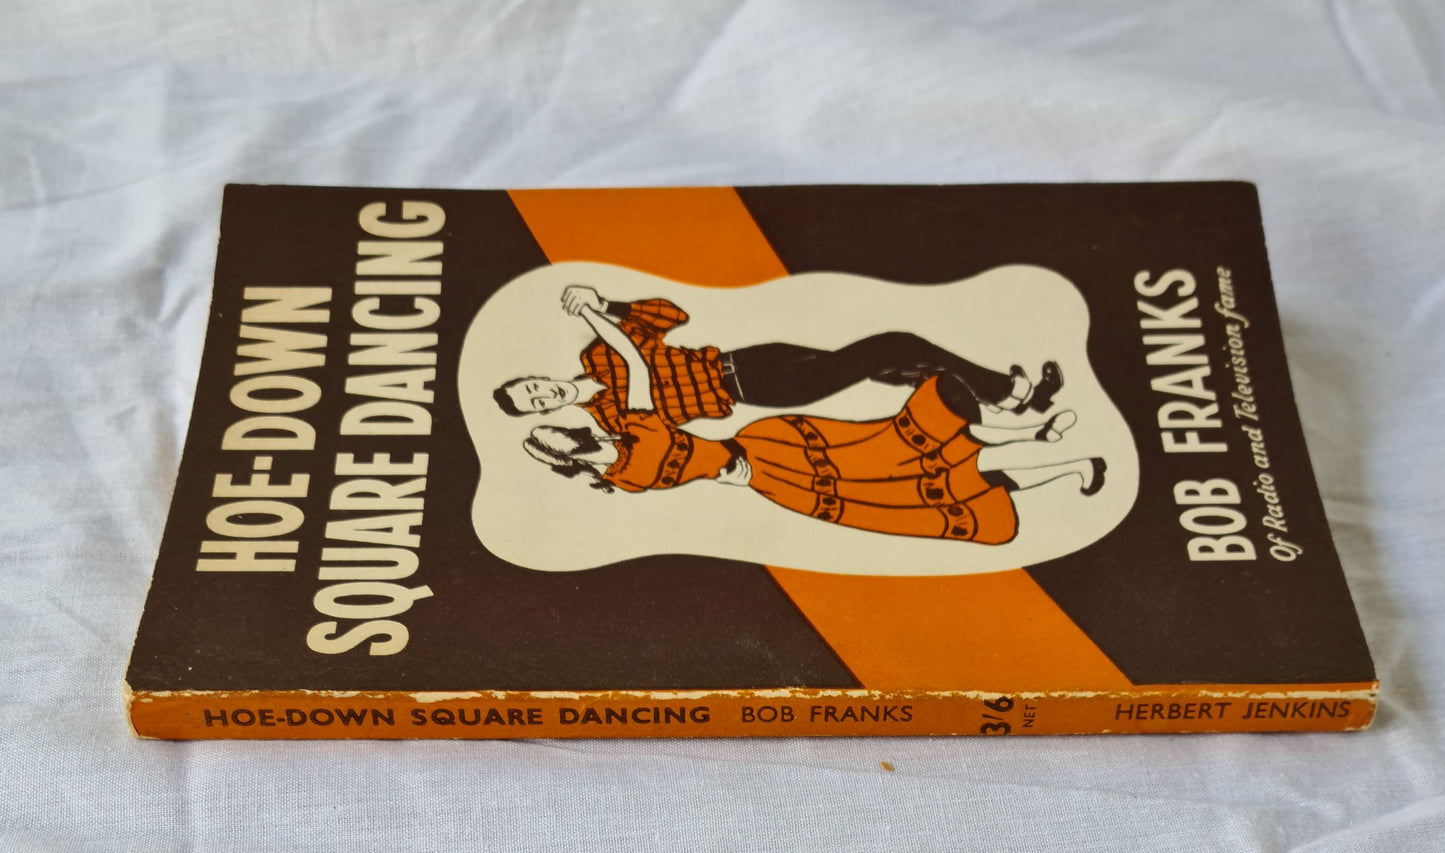 HOE-DOWN
SQUARE DANCING
BOB FRANKS
Of Radio and Television fame
HOE-DOWN SQUARE DANCING BOB FRANKS 3/6 NET HERBERT JENKINS